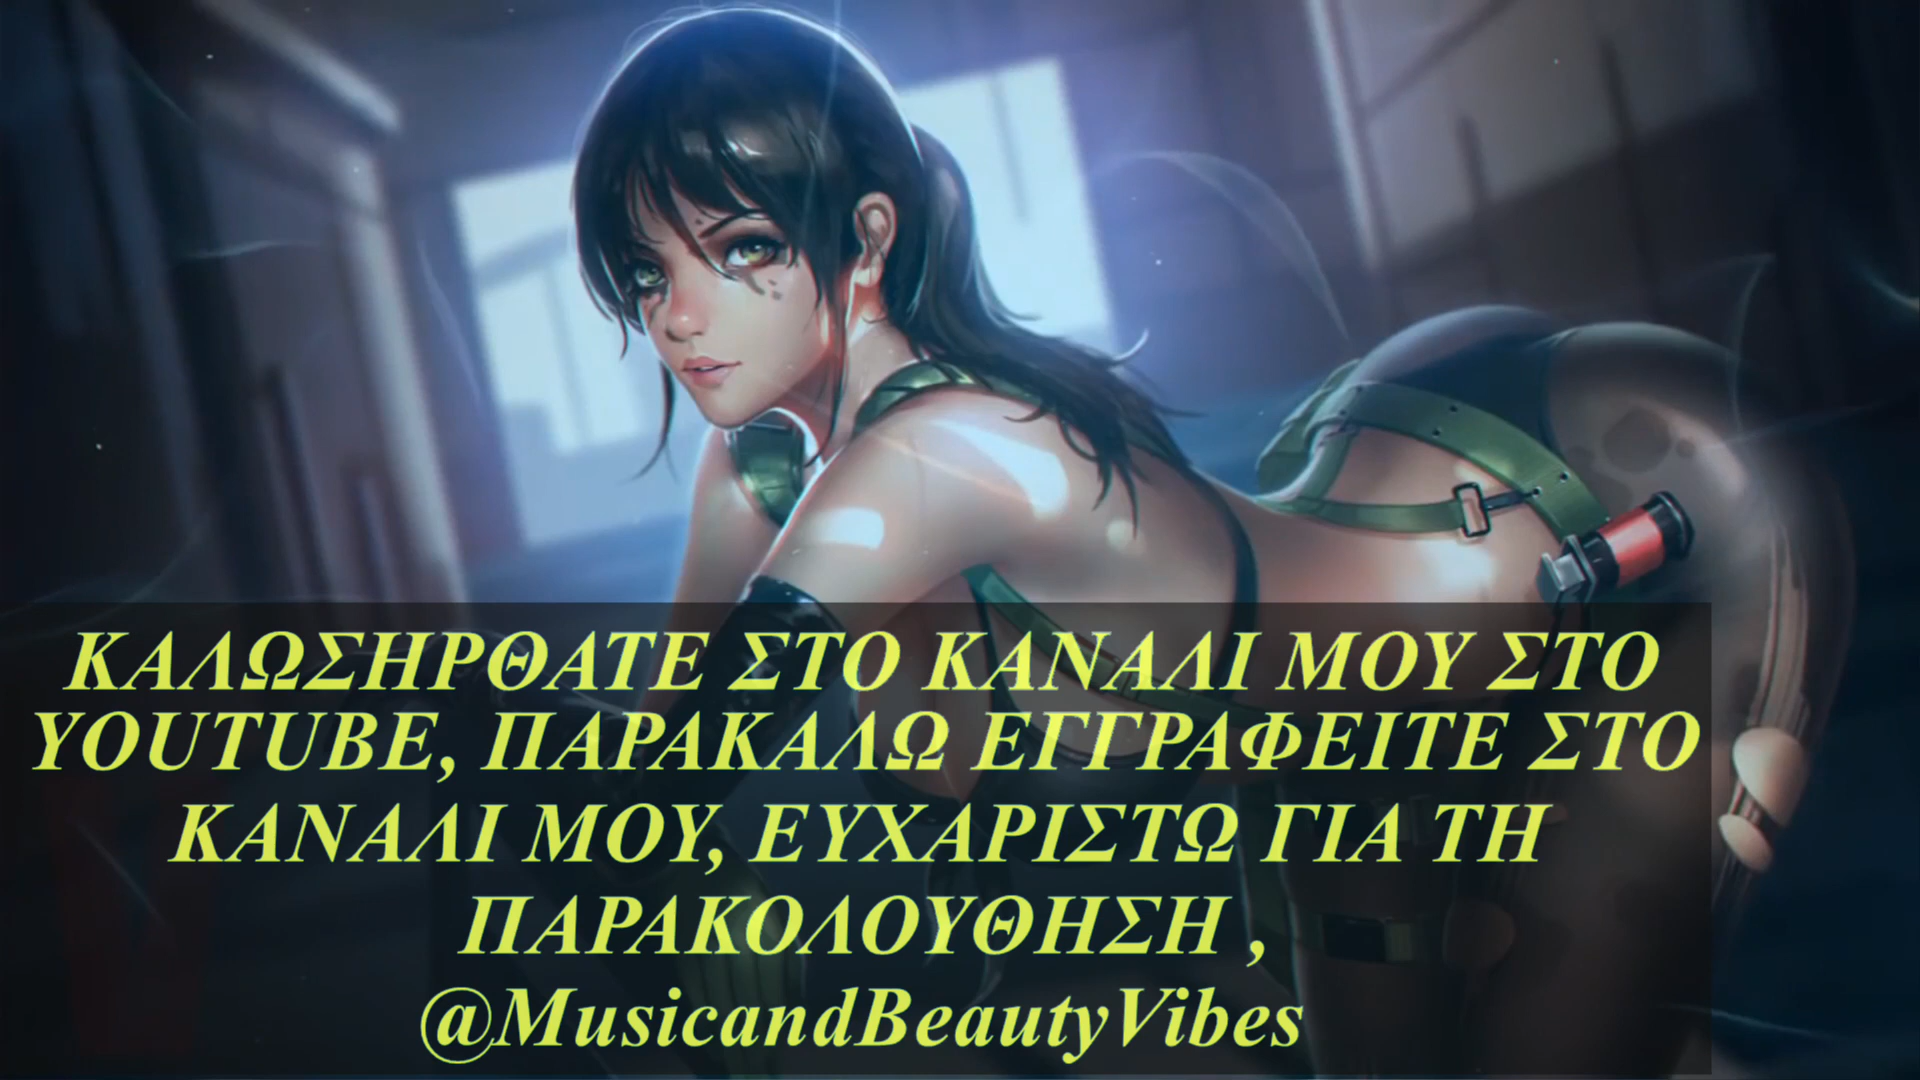 ΚΑΛΩΣΗΡΘΑΤΕ ΣΤΟ ΚΑΝΑΛΙ ΜΟΥ ΣΤΟ
YOUTUBE, ΠΑΡΑΚΑΛΩ ΕΓΓΡΑΦΕΙΤΕ ΣΤΟ
ΚΑΝΑΛΙ ΜΟΥ, ΕΥΧΑΡΙΣΤΩ ΓΙΑ ΤΗ
ΠΑΡΑΚΟΛΟΥΘΗΣΗ ,
@MusicandBeautyVibes